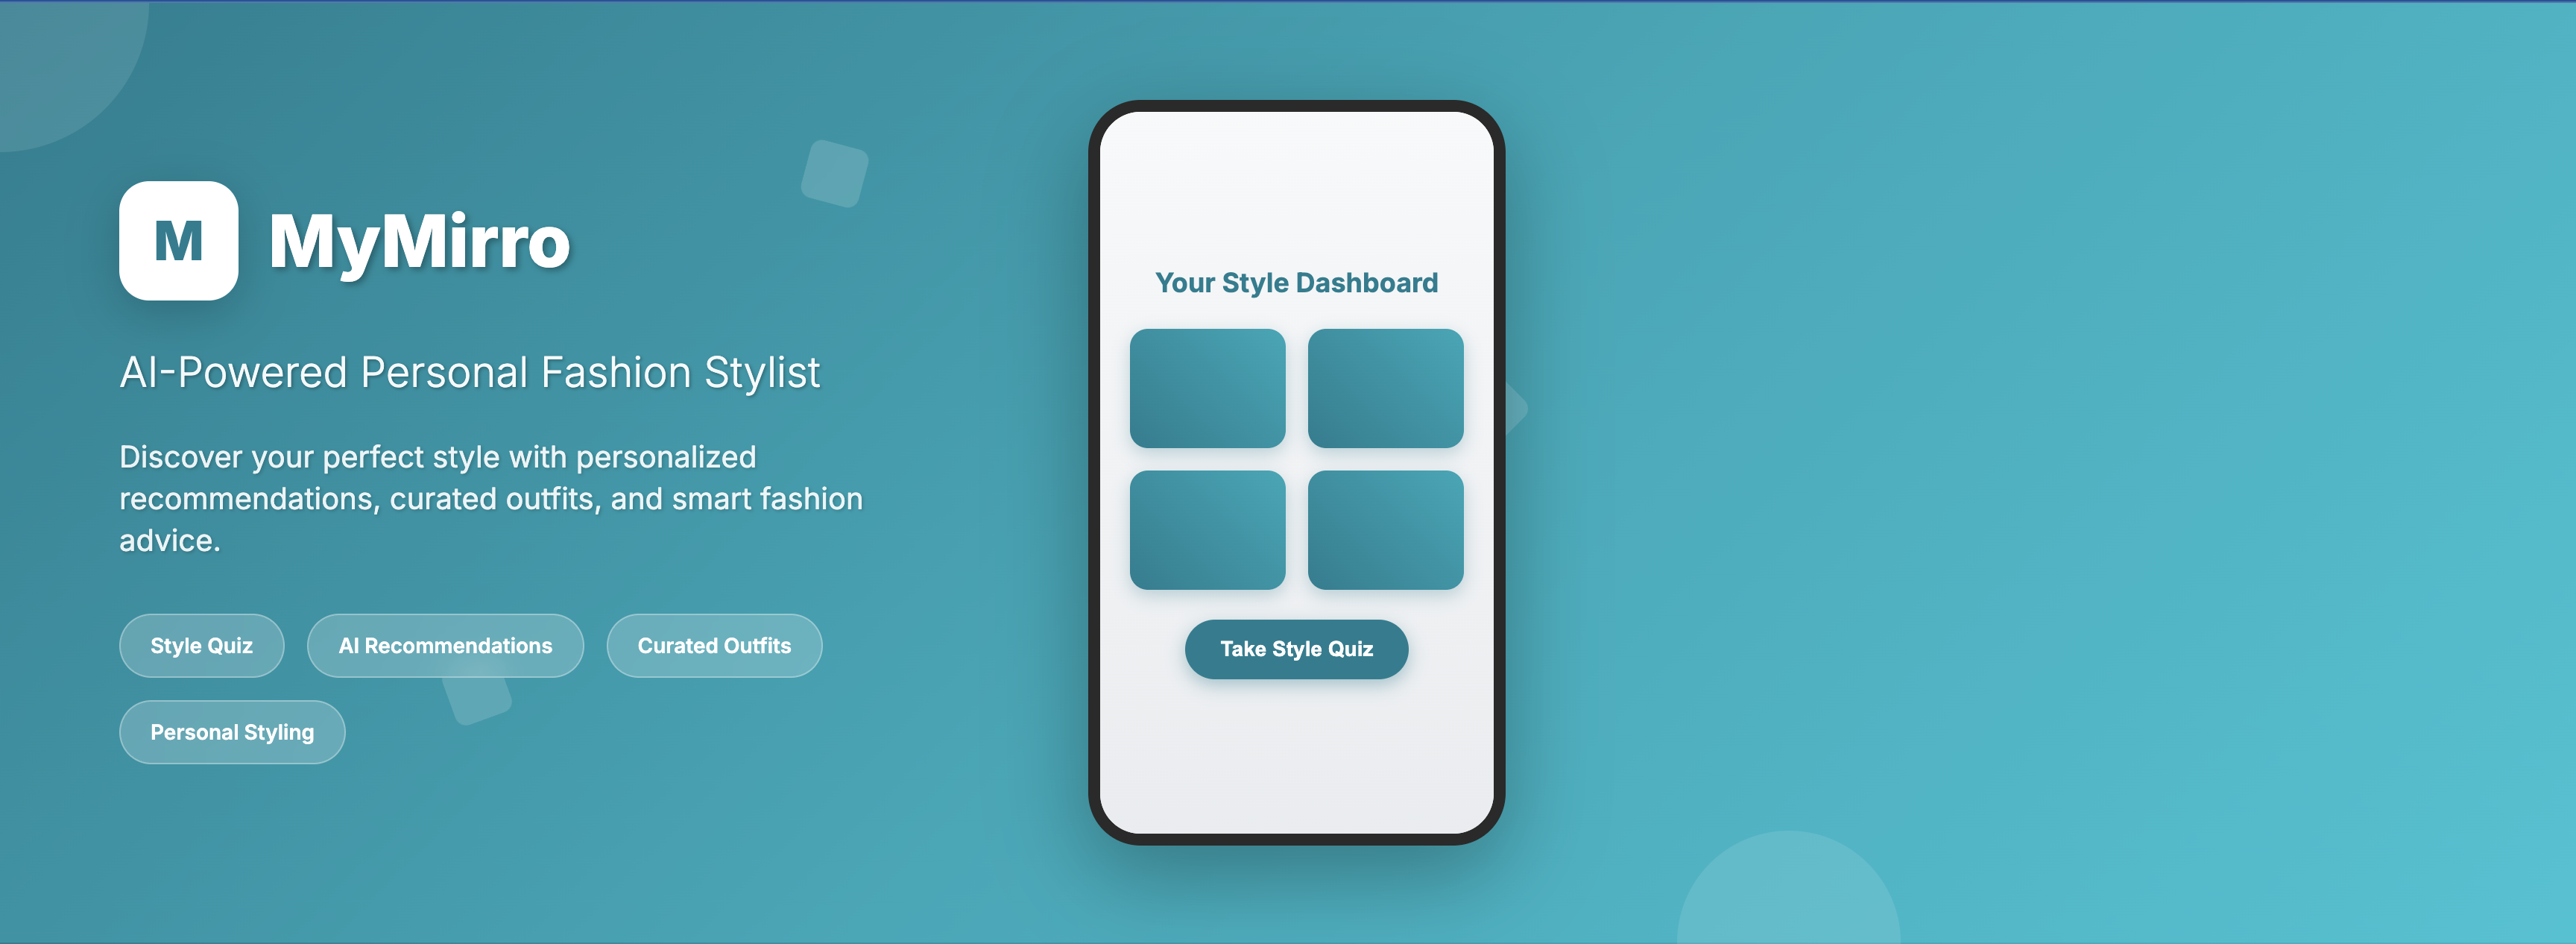 M
MyMirro
AI-Powered Personal Fashion Stylist
Discover your perfect style with personalized
recommendations, curated outfits, and smart fashion
advice.
Style Quiz
AI Recommendations
Curated Outfits
Personal Styling
Your Style Dashboard
Take Style Quiz